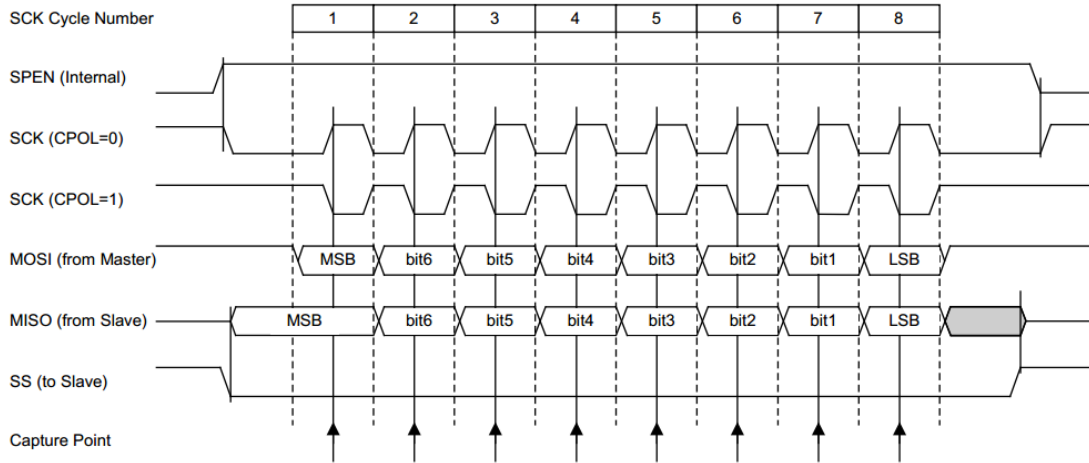 SCK Cycle Number 1 2 3 4 5 6 7 8
SPEN (Internal)
SCK (CPOL=0)
SCK (CPOL=1)
MOSI (from Master) MSB bit6 bit5 bit4 bit3 bit2 bit1 LSB
MISO (from Slave) MSB bit6 bit5 bit4 bit3 bit2 bit1 LSB
SS (to Slave)
Capture Point